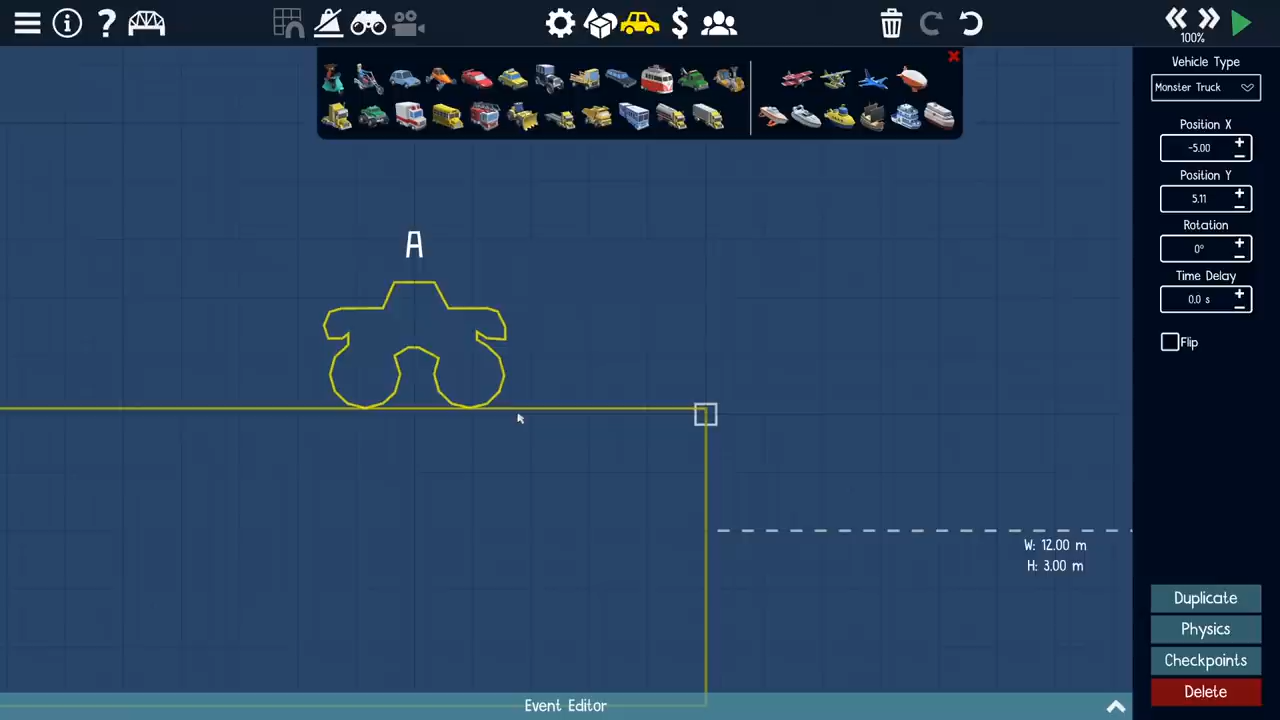 100%
Vehicle Type
Monster Truck
Position X
-5.00
Position Y
5.11
Rotation
0°
Time Delay
0.0 s
Flip
A
W: 12.00 m
H: 3.00 m
Duplicate
Physics
Checkpoints
Delete
Event Editor